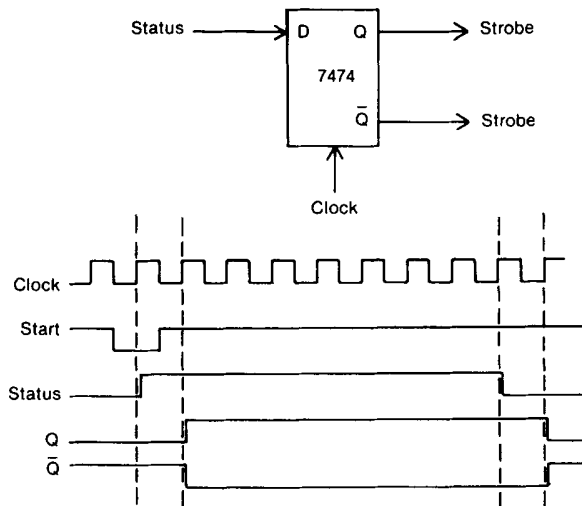 Status D Q Strobe
7474
Q̅ Strobe
Clock
Clock
Start
Status
Q
Q̅